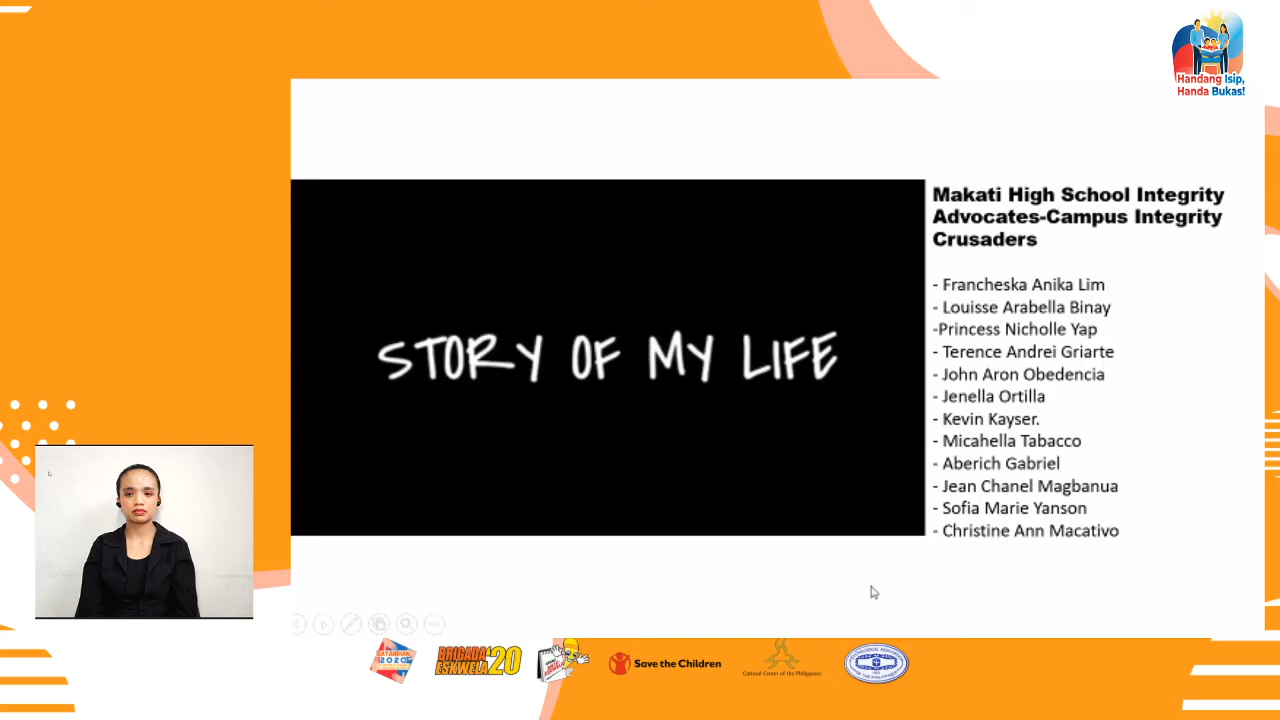 Handang Isip,
Handa Bukas!
Makati High School Integrity
Advocates-Campus Integrity
Crusaders
- Francheska Anika Lim
- Louisse Arabella Binay
-Princess Nicholle Yap
- Terence Andrei Griarte
- John Aron Obedencia
- Jenella Ortilla
- Kevin Kayser.
- Micahella Tabacco
- Aberich Gabriel
- Jean Chanel Magbanua
- Sofia Marie Yanson
- Christine Ann Macativo
STORY OF MY LIFE
BAYANIHAN
2020
BRIGADA '20
ESKWELA
Save the Children
Cultural Center of the Philippines